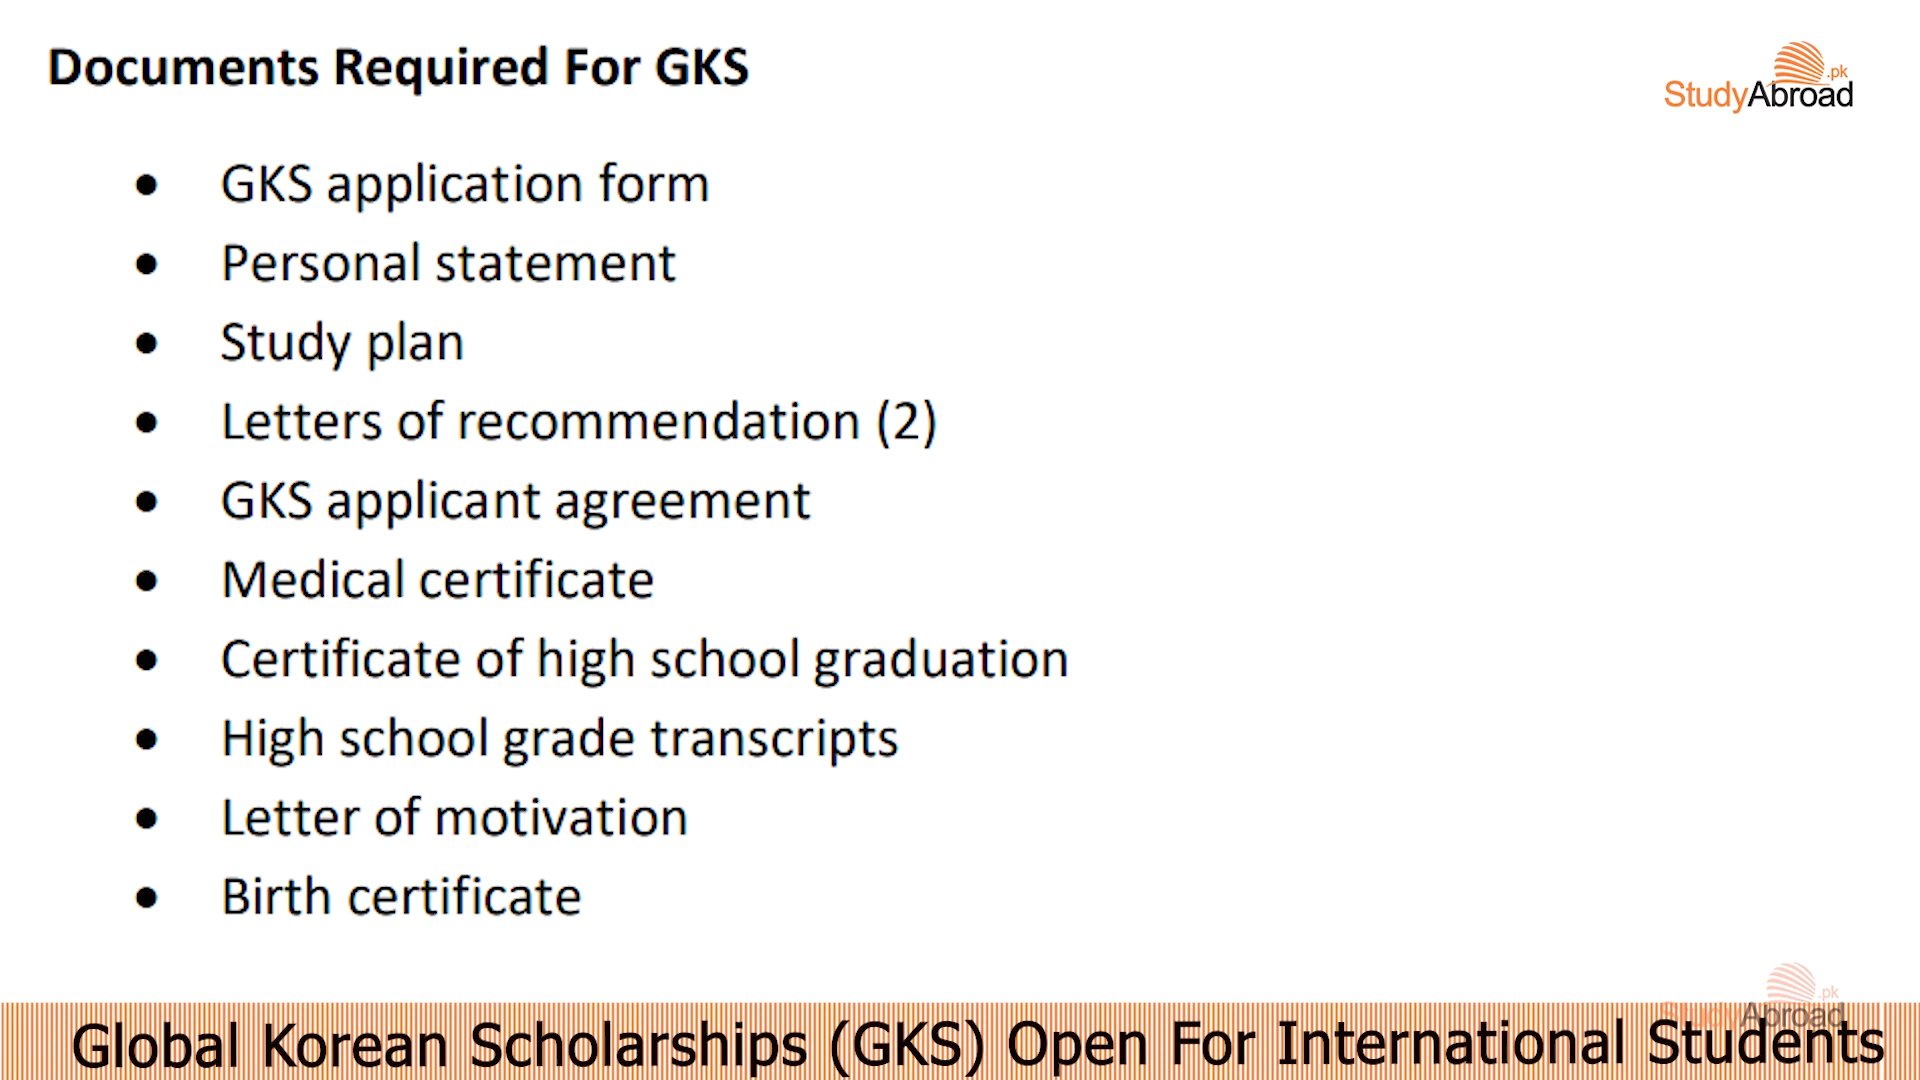 Documents Required For GKS
.pk
StudyAbroad
• GKS application form
• Personal statement
• Study plan
• Letters of recommendation (2)
• GKS applicant agreement
• Medical certificate
• Certificate of high school graduation
• High school grade transcripts
• Letter of motivation
• Birth certificate
.pk
StudyAbroad
Global Korean Scholarships (GKS) Open For International Students